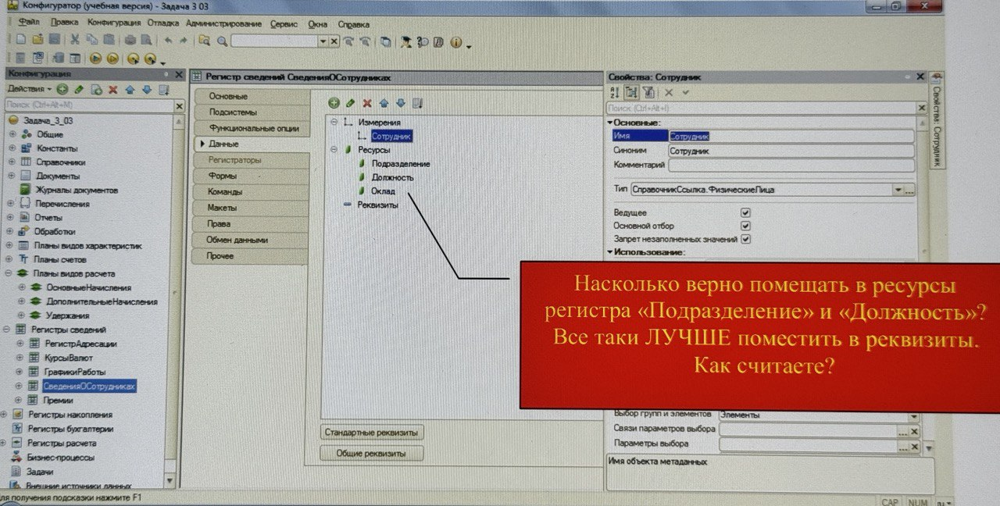 Конфигуратор (учебная версия) - Задача 3 03
Файл Правка Конфигурация Отладка Администрирование Сервис Окна Справка
Конфигурация
Действия
Поиск (Ctrl+Alt+M)
Задача_3_03
Общие
Константы
Справочники
Документы
Журналы документов
Перечисления
Отчеты
Обработки
Планы видов характеристик
Планы счетов
Планы видов расчета
ОсновныеНачисления
ДополнительныеНачисления
Удержания
Регистры сведений
РегистрАдресации
КурсыВалют
ГрафикиРаботы
СведенияОСотрудниках
Премии
Регистры накопления
Регистры бухгалтерии
Регистры расчета
Бизнес-процессы
Задачи
Внешние источники данных
Регистр сведений СведенияОСотрудниках
Основные
Подсистемы
Функциональные опции
Данные
Регистраторы
Формы
Команды
Макеты
Права
Обмен данными
Прочее
Измерения
Сотрудник
Ресурсы
Подразделение
Должность
Оклад
Реквизиты
Стандартные реквизиты
Общие реквизиты
Свойства: Сотрудник
Поиск (Ctrl+Alt+I)
Основные:
Имя Сотрудник
Синоним Сотрудник
Комментарий
Тип СправочникСсылка.ФизическиеЛица ...
Ведущее
Основной отбор
Запрет незаполненных значений
Использование:
Насколько верно помещать в ресурсы
регистра «Подразделение» и «Должность»?
Все таки ЛУЧШЕ поместить в реквизиты.
Как считаете?
Выбор групп и элементов Элементы
Связи параметров выбора ...
Параметры выбора ...
Имя объекта метаданных
Свойства: Сотрудник
ля получения подсказки нажмите F1
CAP NUM ru